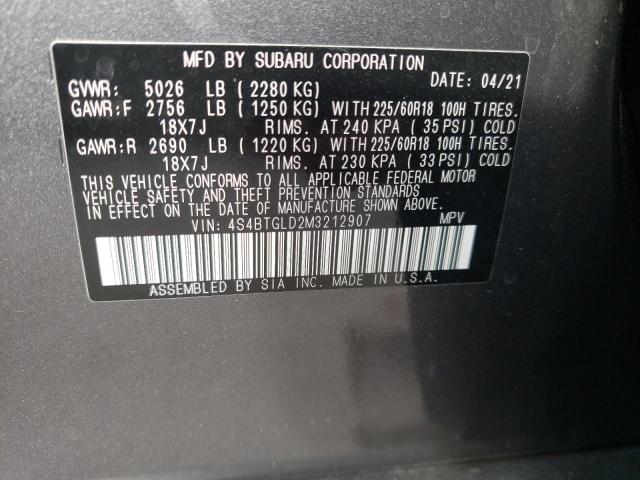 MFD BY SUBARU CORPORATION
DATE: 04/21
GVWR: 5026 LB ( 2280 KG)
GAWR:F 2756 LB ( 1250 KG) WITH 225/60R18 100H TIRES.
18X7J RIMS. AT 240 KPA ( 35 PSI) COLD
GAWR:R 2690 LB ( 1220 KG) WITH 225/60R18 100H TIRES.
18X7J RIMS. AT 230 KPA ( 33 PSI) COLD
THIS VEHICLE CONFORMS TO ALL APPLICABLE FEDERAL MOTOR
VEHICLE SAFETY AND THEFT PREVENTION STANDARDS
IN EFFECT ON THE DATE OF MANUFACTURE SHOWN ABOVE.
VIN: 4S4BTGLD2M3212907 MPV
ASSEMBLED BY SIA INC. MADE IN U.S.A.